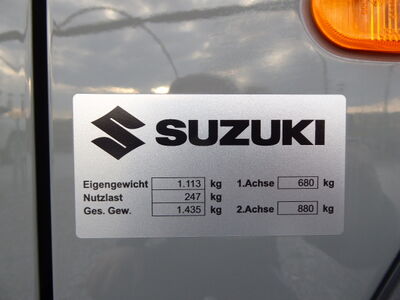 SUZUKI
Eigengewicht 1.113 kg 1.Achse 680 kg
Nutzlast 247 kg
Ges. Gew. 1.435 kg 2.Achse 880 kg